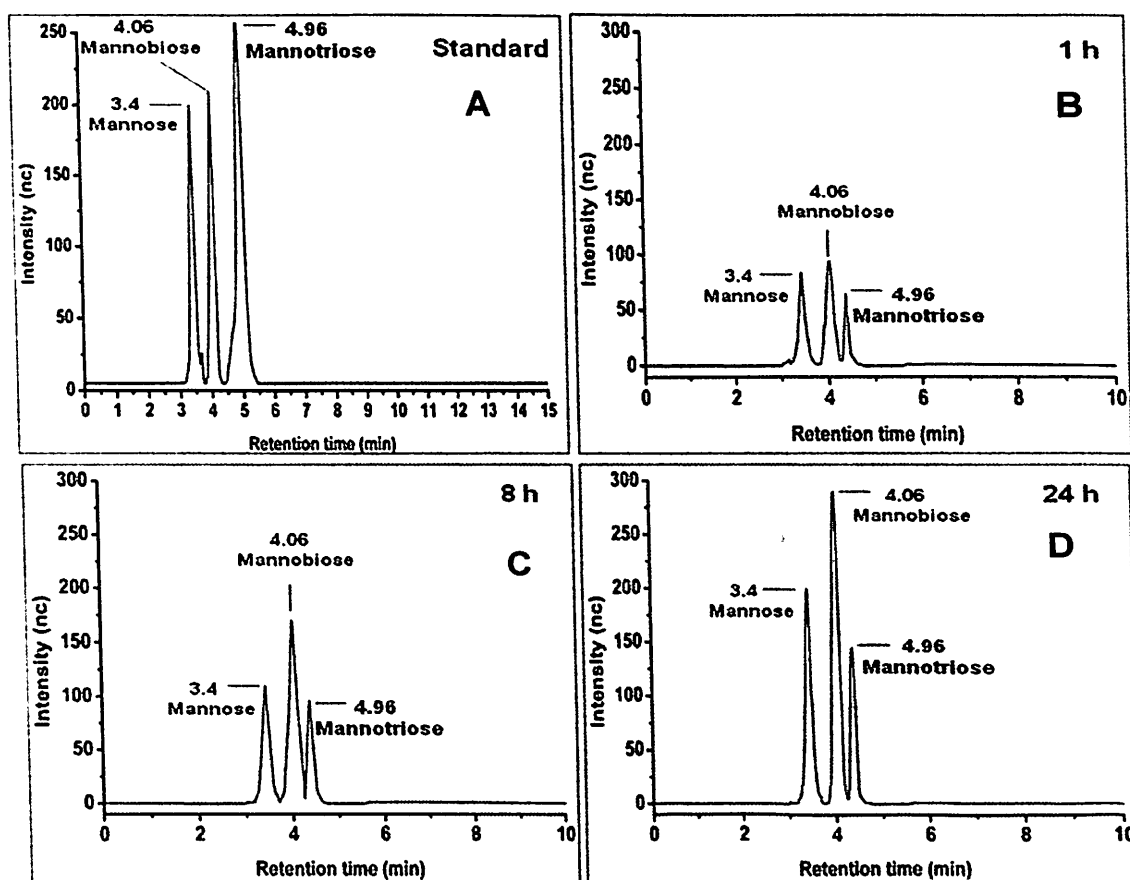 4.06
Mannobiose
4.96
Mannotriose
Standard
A
3.4
Mannose
250
200
150
100
50
0
Intensity (nc)
0 1 2 3 4 5 6 7 8 9 10 11 12 13 14 15
Retention time (min)
1 h
B
300
250
200
150
100
50
0
Intensity (nc)
4.06
Mannobiose
3.4
Mannose
4.96
Mannotriose
0 2 4 6 8 10
Retention time (min)
8 h
C
300
250
200
150
100
50
0
Intensity (nc)
4.06
Mannobiose
3.4
Mannose
4.96
Mannotriose
0 2 4 6 8 10
Retention time (min)
24 h
D
300
250
200
150
100
50
0
Intensity (nc)
4.06
Mannobiose
3.4
Mannose
4.96
Mannotriose
0 2 4 6 8 10
Retention time (min)